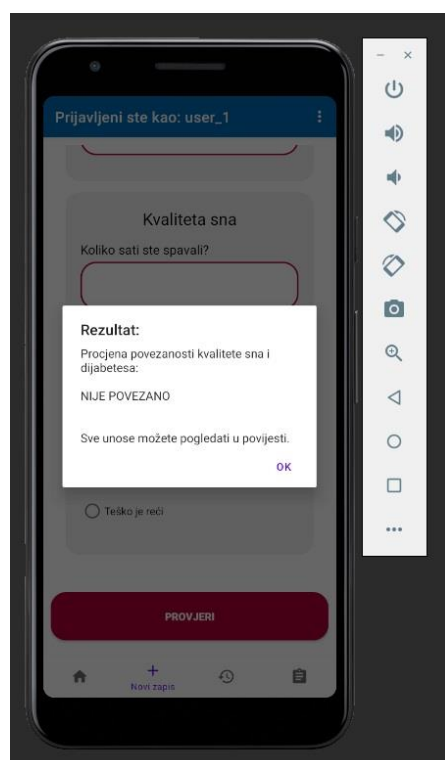 Prijavljeni ste kao: user_1
Kvaliteta sna
Koliko sati ste spavali?
Rezultat:
Procjena povezanosti kvalitete sna i
dijabetesa:
NIJE POVEZANO
Sve unose možete pogledati u povijesti.
OK
Teško je reći
PROVJERI
Novi zapis